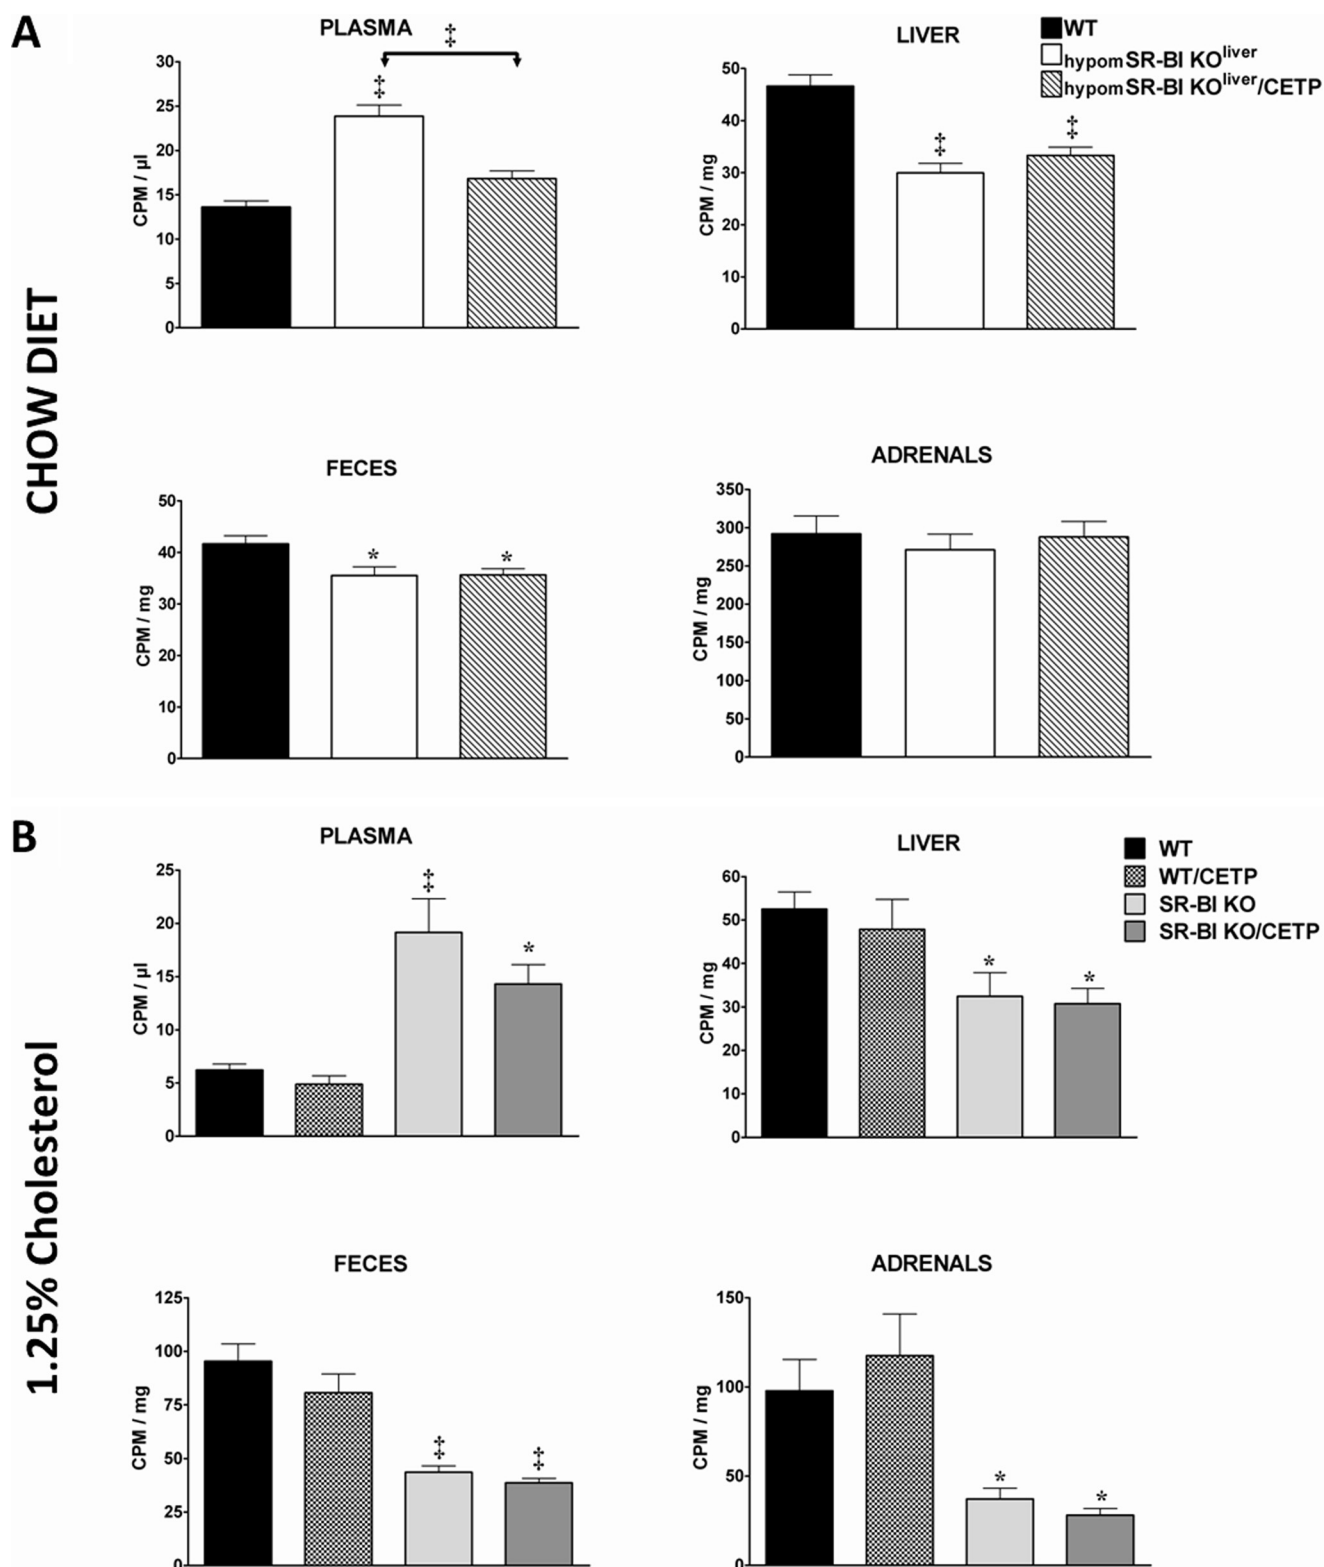 A
CHOW DIET
PLASMA
‡
‡
CPM / µl
30
25
20
15
10
5
0
LIVER
‡
‡
CPM / mg
50
40
30
20
10
0
WT
hypomSR-BI KOliver
hypomSR-BI KOliver/CETP
FECES
*
*
CPM / mg
50
40
30
20
10
0
ADRENALS
CPM / mg
350
300
250
200
150
100
50
0
B
1.25% Cholesterol
PLASMA
‡
*
CPM / µl
25
20
15
10
5
0
LIVER
*
*
CPM / mg
60
50
40
30
20
10
0
WT
WT/CETP
SR-BI KO
SR-BI KO/CETP
FECES
‡
‡
CPM / mg
125
100
75
50
25
0
ADRENALS
*
*
CPM / mg
150
100
50
0